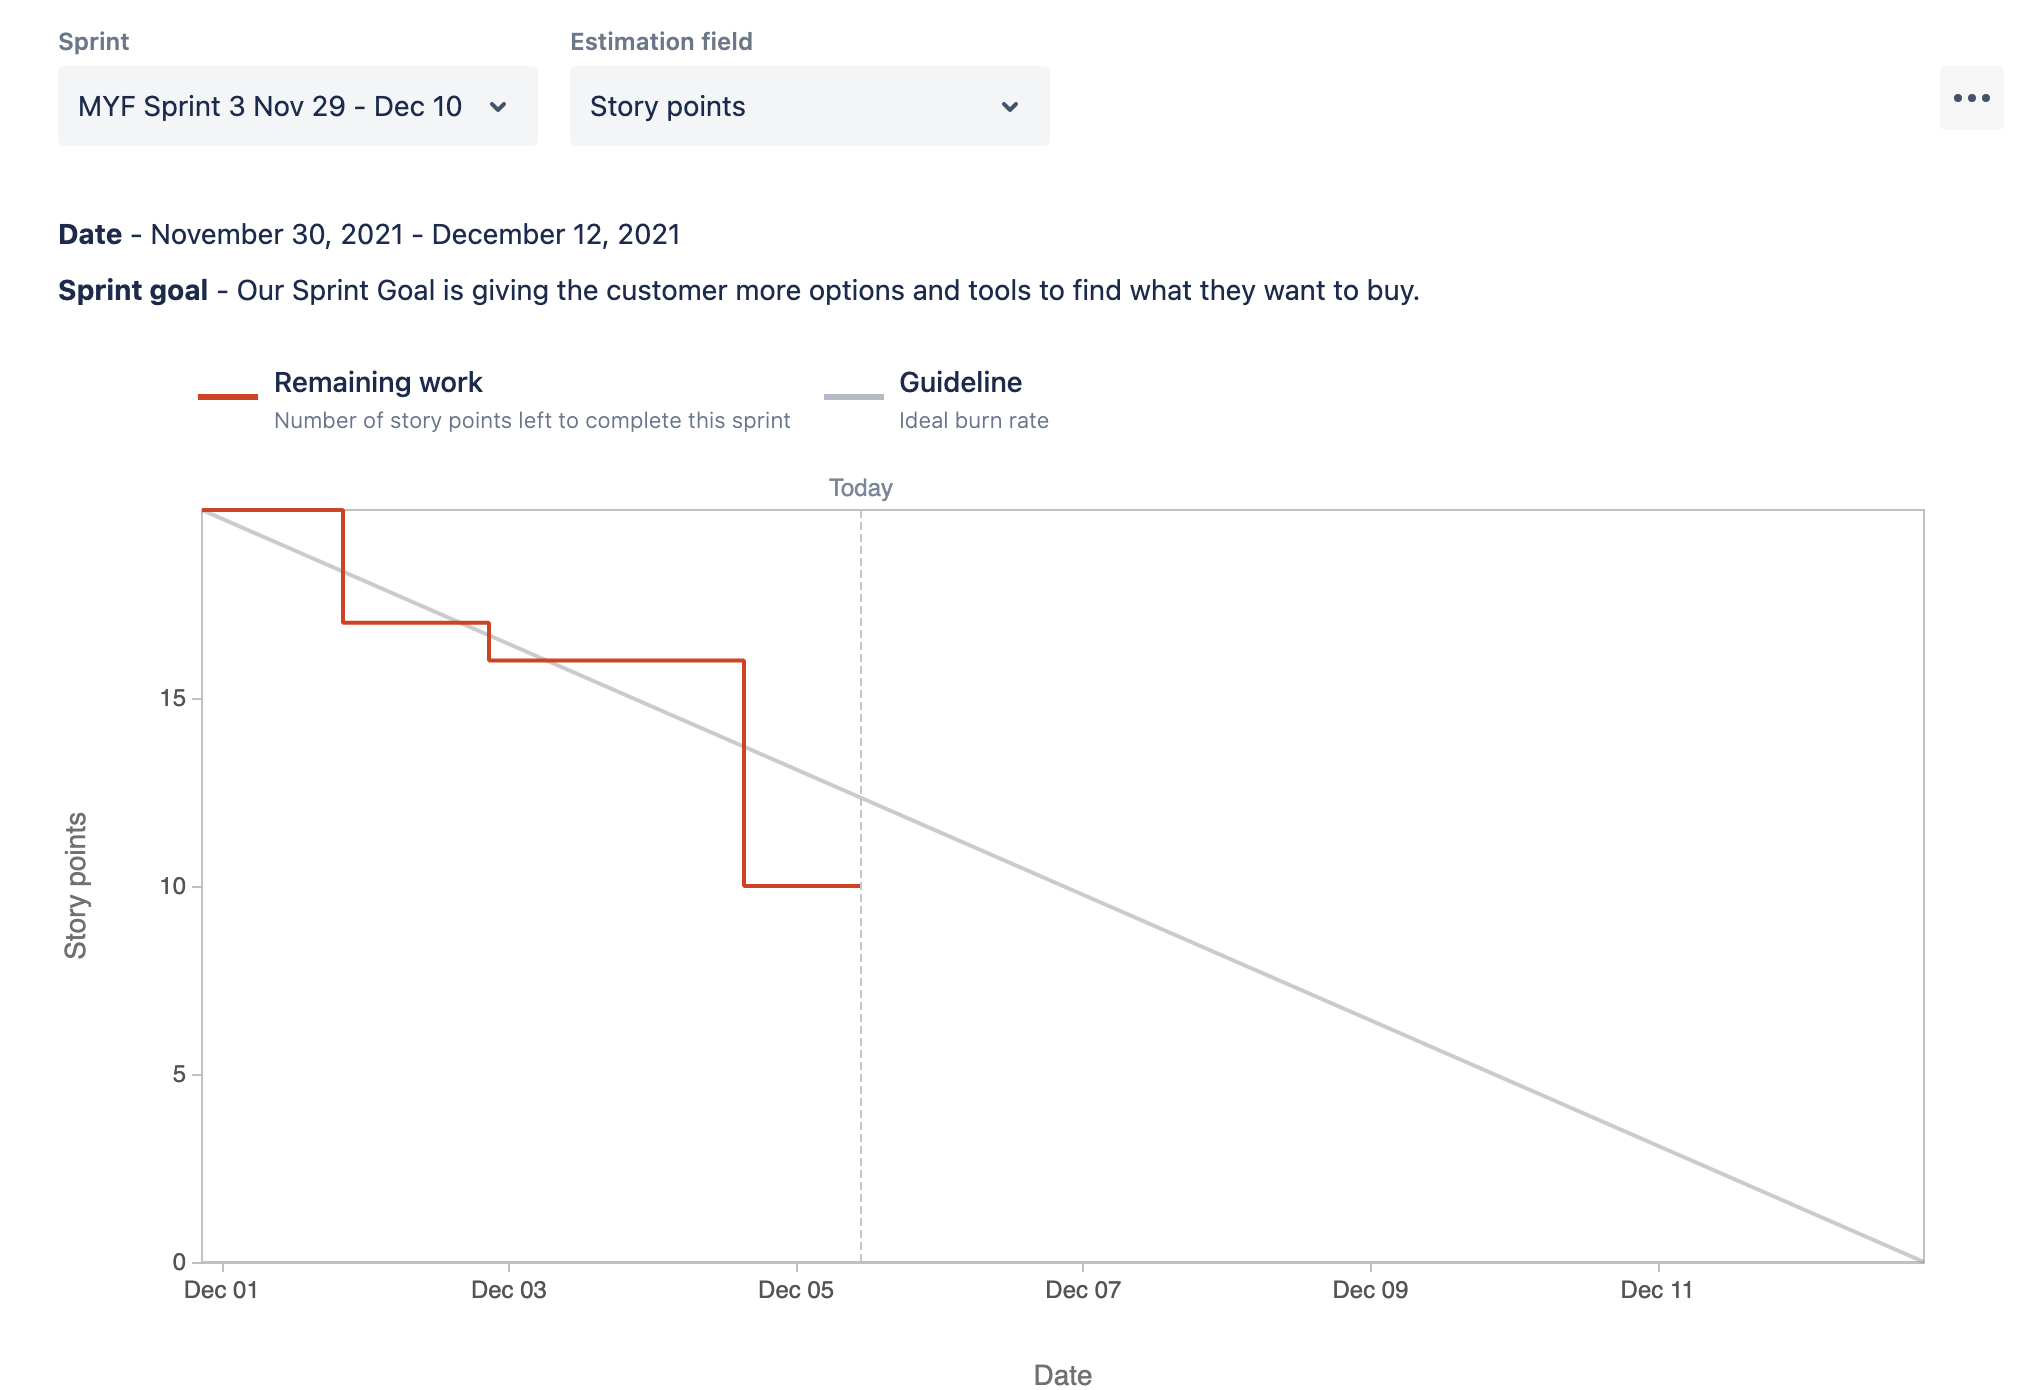 Sprint
Estimation field
MYF Sprint 3 Nov 29 - Dec 10
Story points
Date - November 30, 2021 - December 12, 2021
Sprint goal - Our Sprint Goal is giving the customer more options and tools to find what they want to buy.
Remaining work
Number of story points left to complete this sprint
Guideline
Ideal burn rate
Today
15
10
5
0
Story points
Dec 01
Dec 03
Dec 05
Dec 07
Dec 09
Dec 11
Date